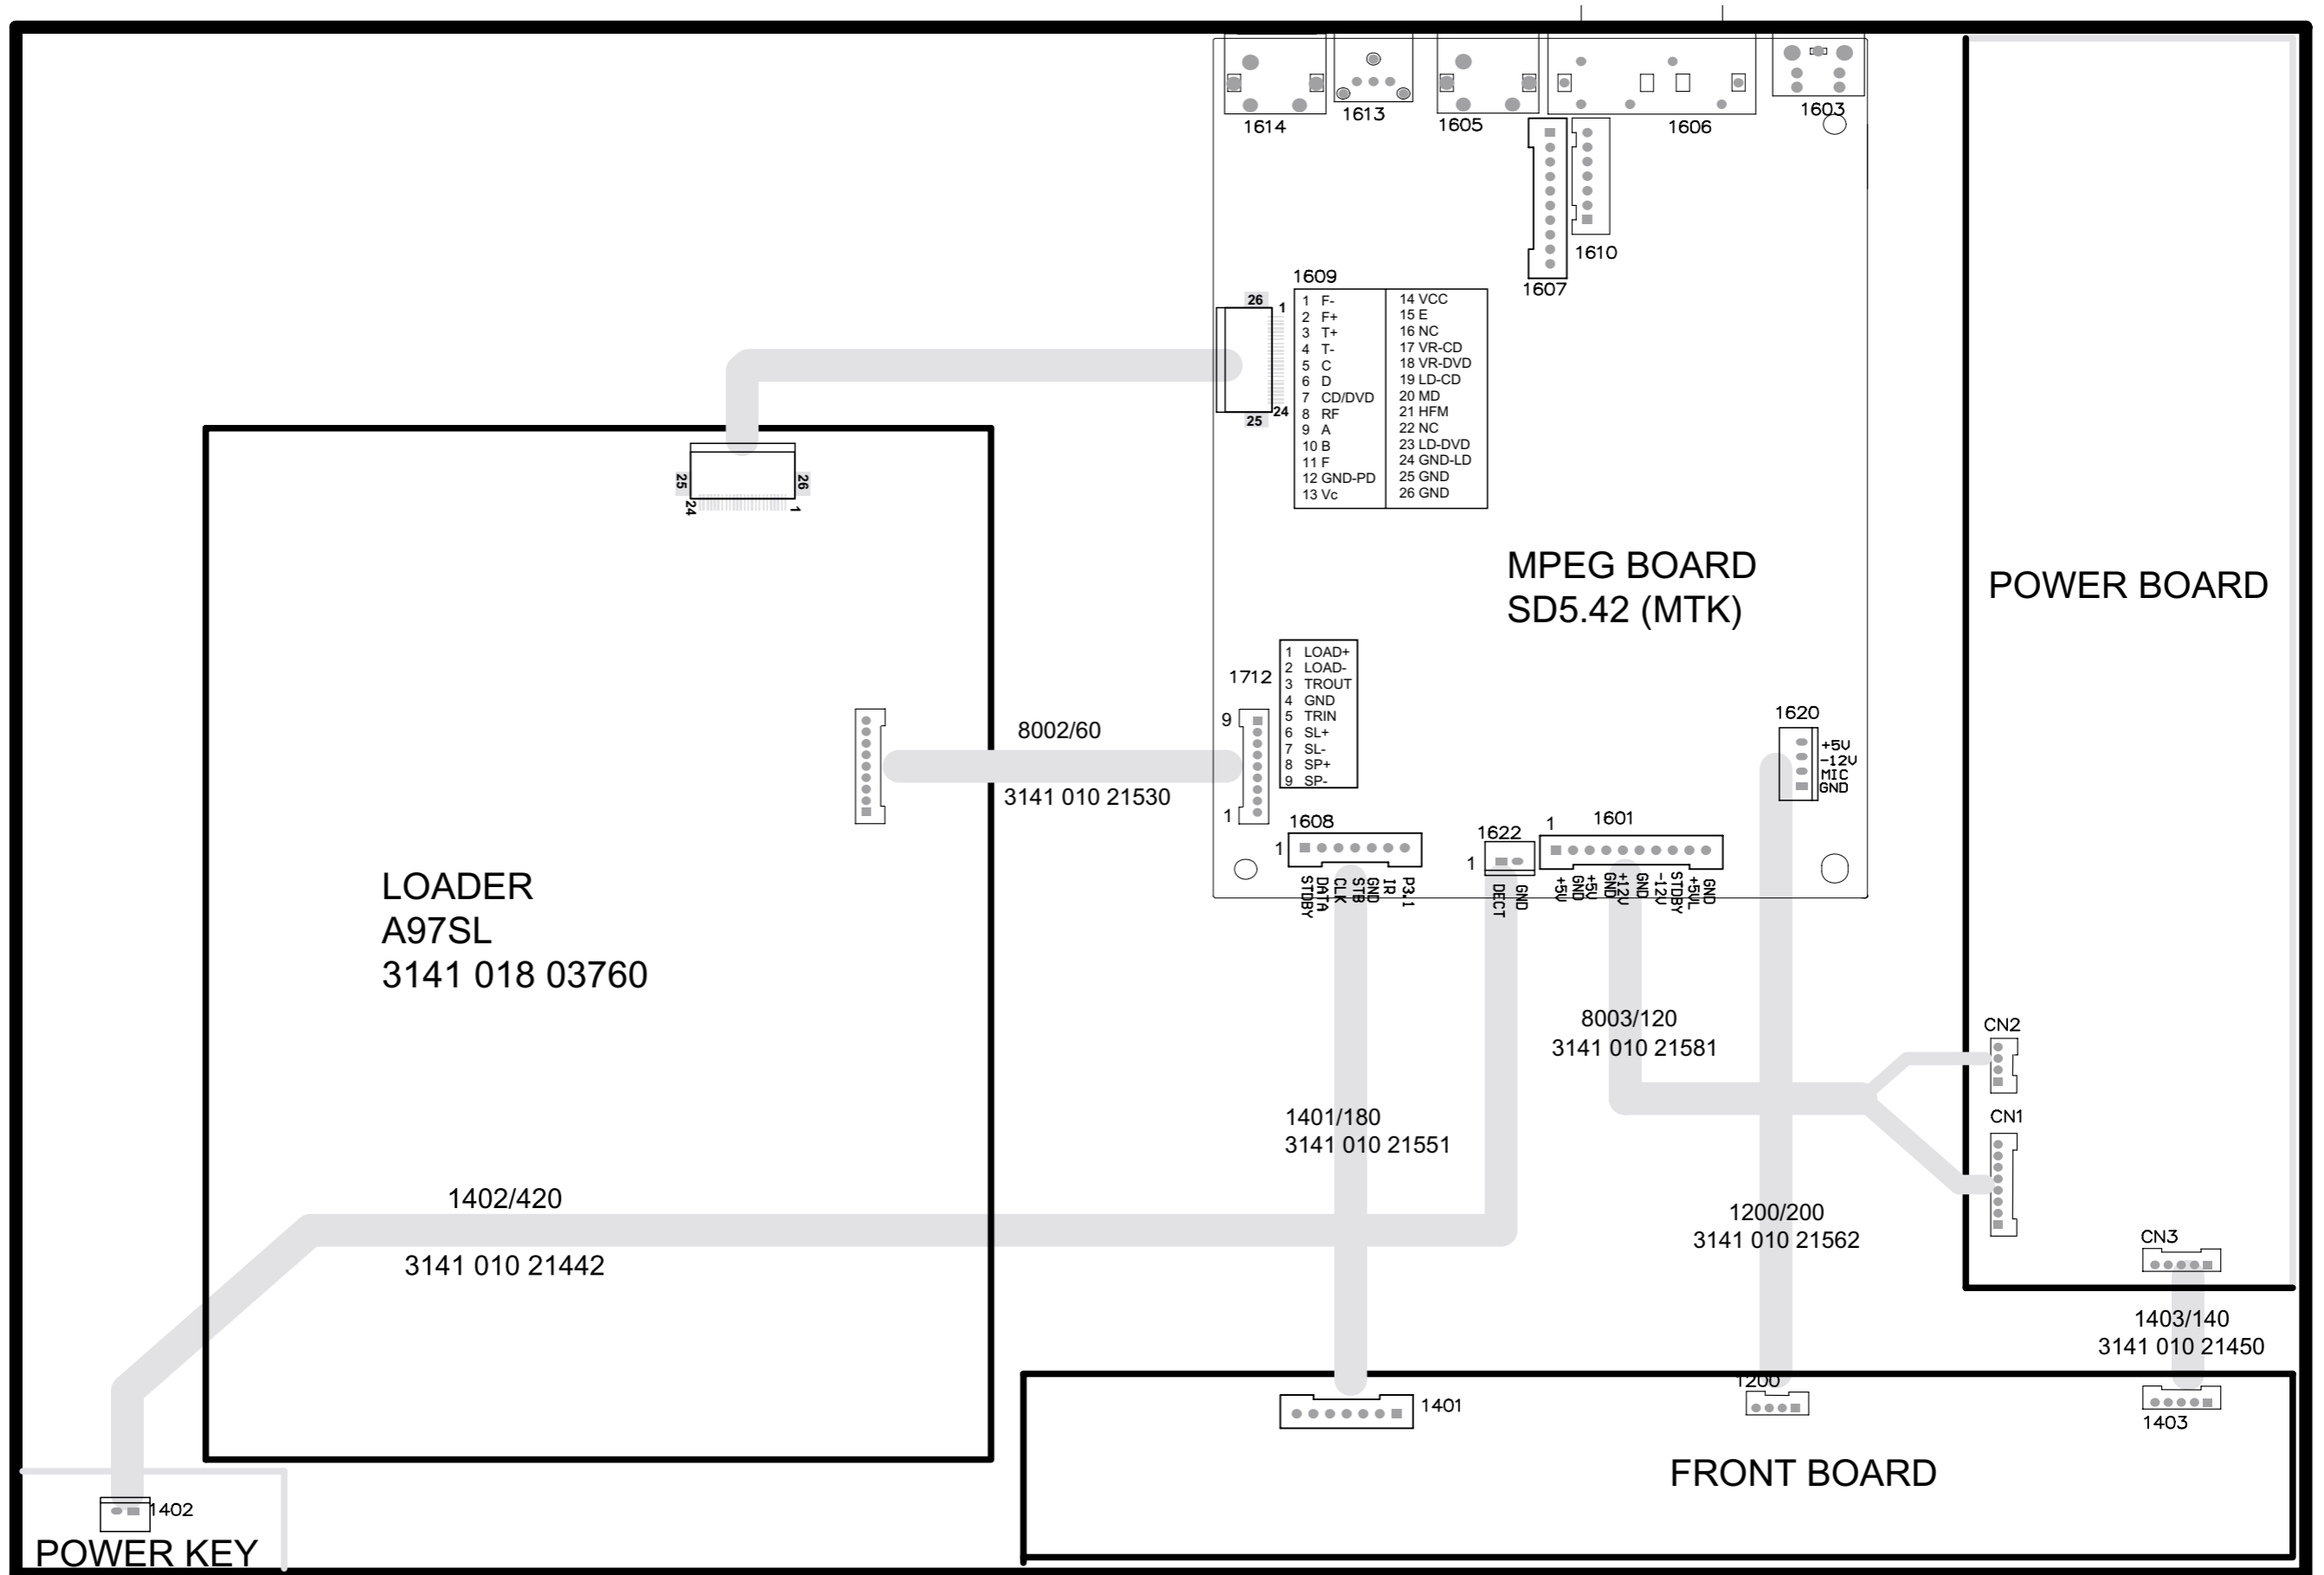 1614
1613
1605
1606
1603
1610
1607
1609
26
1
24
25
1 F-
2 F+
3 T+
4 T-
5 C
6 D
7 CD/DVD
8 RF
9 A
10 B
11 F
12 GND-PD
13 Vc
14 VCC
15 E
16 NC
17 VR-CD
18 VR-DVD
19 LD-CD
20 MD
21 HFM
22 NC
23 LD-DVD
24 GND-LD
25 GND
26 GND
25
26
24
1
MPEG BOARD
SD5.42 (MTK)
POWER BOARD
1712
9
1
1 LOAD+
2 LOAD-
3 TROUT
4 GND
5 TRIN
6 SL+
7 SL-
8 SP+
9 SP-
8002/60
3141 010 21530
1620
+5V
-12V
MIC
GND
1608
1
STDBY
DATA
CLK
STB
GND
IR
P3.1
1622
1
DECT
GND
1601
1
+5V
GND
+5V
GND
+12V
GND
-12V
STDBY
+5VL
GND
LOADER
A97SL
3141 018 03760
8003/120
3141 010 21581
CN2
CN1
1401/180
3141 010 21551
1402/420
3141 010 21442
1200/200
3141 010 21562
CN3
1403/140
3141 010 21450
1401
1200
1403
FRONT BOARD
1402
POWER KEY